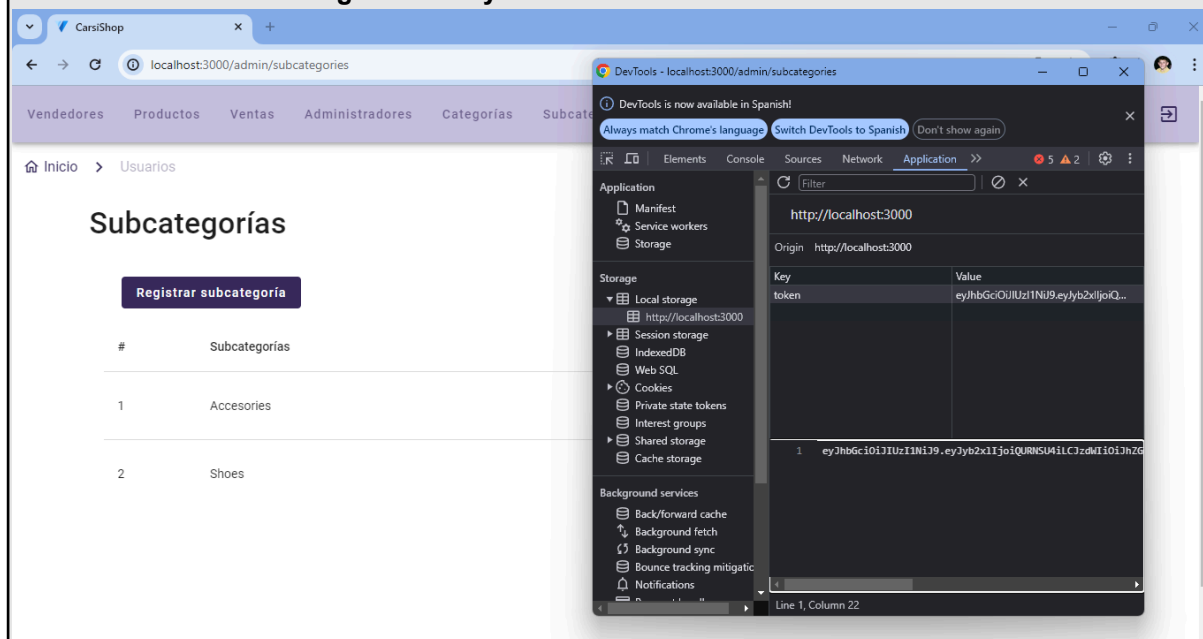 CarsiShop
localhost:3000/admin/subcategories
Vendedores Productos Ventas Administradores Categorías
Inicio > Usuarios
Subcategorías
Registrar subcategoría
# Subcategorías
1 Accesories
2 Shoes
DevTools - localhost:3000/admin/subcategories
DevTools is now available in Spanish!
Always match Chrome's language Switch DevTools to Spanish Don't show again
Elements Console Sources Network Application 5 2
Application
Manifest
Service workers
Storage
Storage
Local storage
http://localhost:3000
Session storage
IndexedDB
Web SQL
Cookies
Private state tokens
Interest groups
Shared storage
Cache storage
Background services
Back/forward cache
Background fetch
Background sync
Bounce tracking mitigatic
Notifications
Filter
http://localhost:3000
Origin http://localhost:3000
Key Value
token eyJhbGciOiJIUzI1NiJ9.eyJyb2xlIjoiQ...
1 eyJhbGciOiJIUzI1NiJ9.eyJyb2xlIjoiQURNSU4iLCJzdWIiOiJhZG
Line 1, Column 22